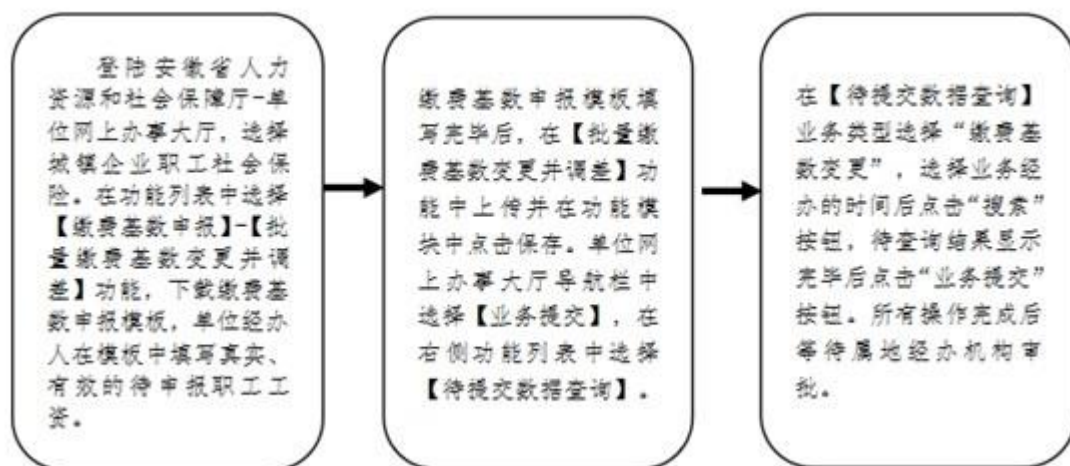 登陆安徽省人力
资源和社会保障厅-单
位网上办事大厅，选择
城镇企业职工社会保
险。在功能列表中选择
【缴费基数申报】-【批
量缴费基数变更并调
差】功能，下载缴费基
数申报模板，单位经办
人在模板中填写真实、
有效的待申报职工工
资。
缴费基数申报模板填
写完毕后，在【批量缴
费基数变更并调差】功
能中上传并在功能模
块中点击保存。单位网
上办事大厅导航栏中
选择【业务提交】，在
右侧功能列表中选择
【待提交数据查询】。
在【待提交数据查询】
业务类型选择“缴费基
数变更”，选择业务经
办的时间后点击“搜索”
按钮，待查询结果显示
完毕后点击“业务提交”
按钮。所有操作完成后
等待属地经办机构审
批。